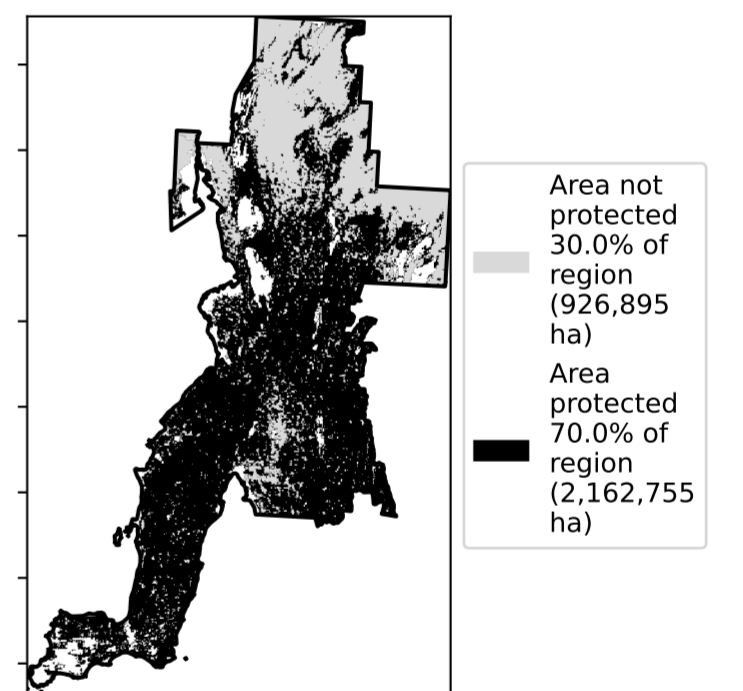 Area not
protected
30.0% of
region
(926,895
ha)
Area
protected
70.0% of
region
(2,162,755
ha)